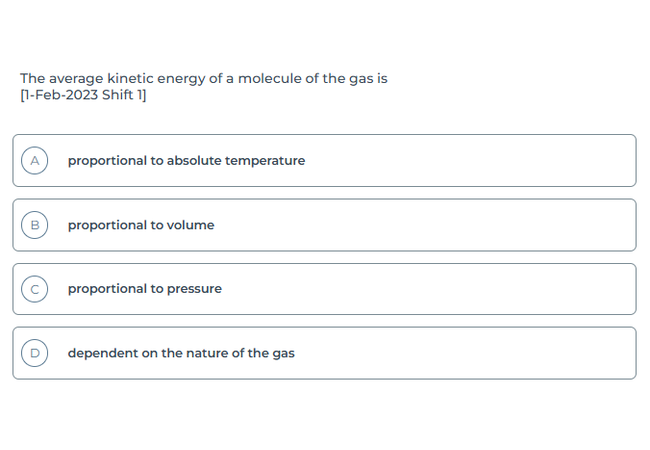 The average kinetic energy of a molecule of the gas is
[1-Feb-2023 Shift 1]
A proportional to absolute temperature
B proportional to volume
C proportional to pressure
D dependent on the nature of the gas